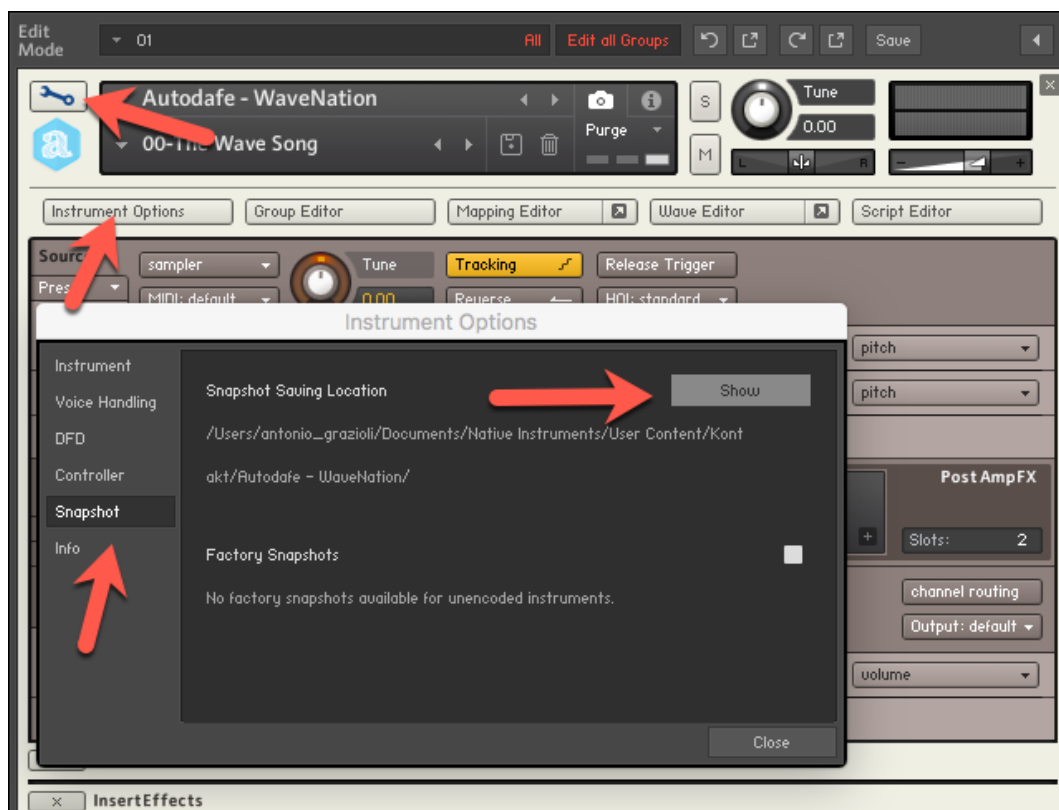 Edit
Mode
01
All
Edit all Groups
Save
Autodafe - WaveNation
S
Tune
0.00
Purge
00-The Wave Song
M
L
R
Instrument Options
Group Editor
Mapping Editor
Wave Editor
Script Editor
sampler
Tune
Tracking
Release Trigger
MIDI: default
0.00
Reverse
HQI: standard
Instrument Options
Instrument
Voice Handling
DFD
Controller
Snapshot
Info
Snapshot Saving Location
Show
/Users/antonio_grazioli/Documents/Native Instruments/User Content/Kont
akt/Autodafe - WaveNation/
Factory Snapshots
No factory snapshots available for unencoded instruments.
Close
pitch
pitch
Post Amp FX
Slots: 2
channel routing
Output: default
volume
InsertEffects